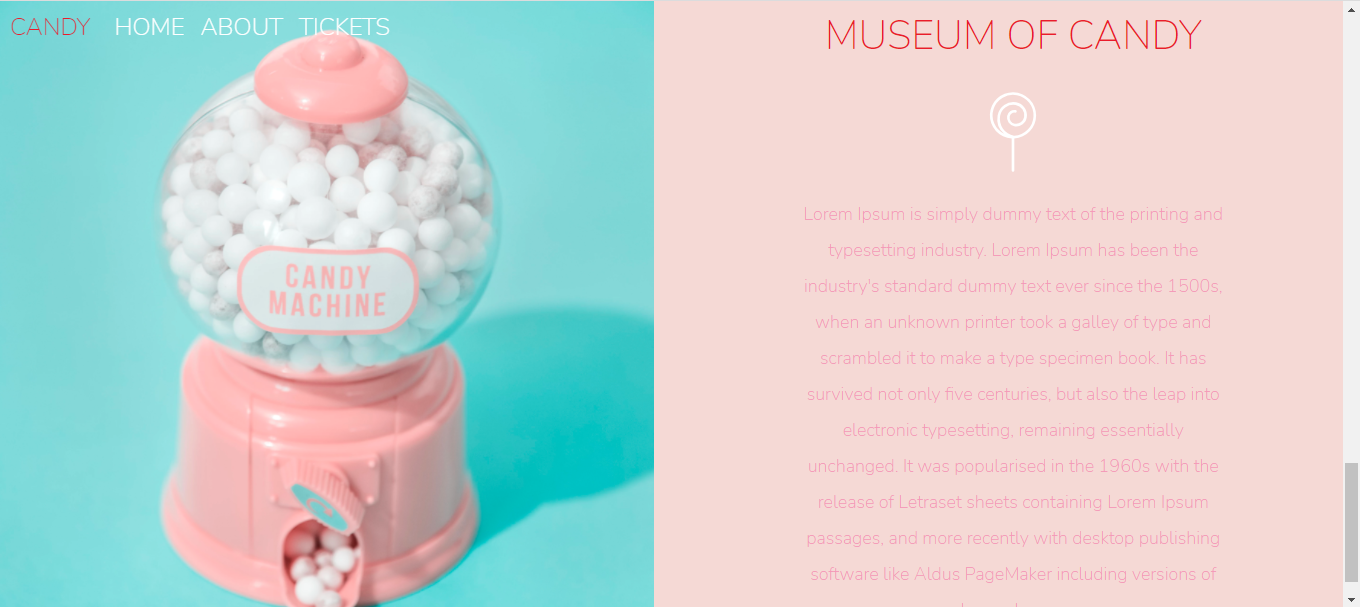 CANDY HOME ABOUT TICKETS
CANDY
MACHINE
MUSEUM OF CANDY
Lorem Ipsum is simply dummy text of the printing and
typesetting industry. Lorem Ipsum has been the
industry's standard dummy text ever since the 1500s,
when an unknown printer took a galley of type and
scrambled it to make a type specimen book. It has
survived not only five centuries, but also the leap into
electronic typesetting, remaining essentially
unchanged. It was popularised in the 1960s with the
release of Letraset sheets containing Lorem Ipsum
passages, and more recently with desktop publishing
software like Aldus PageMaker including versions of